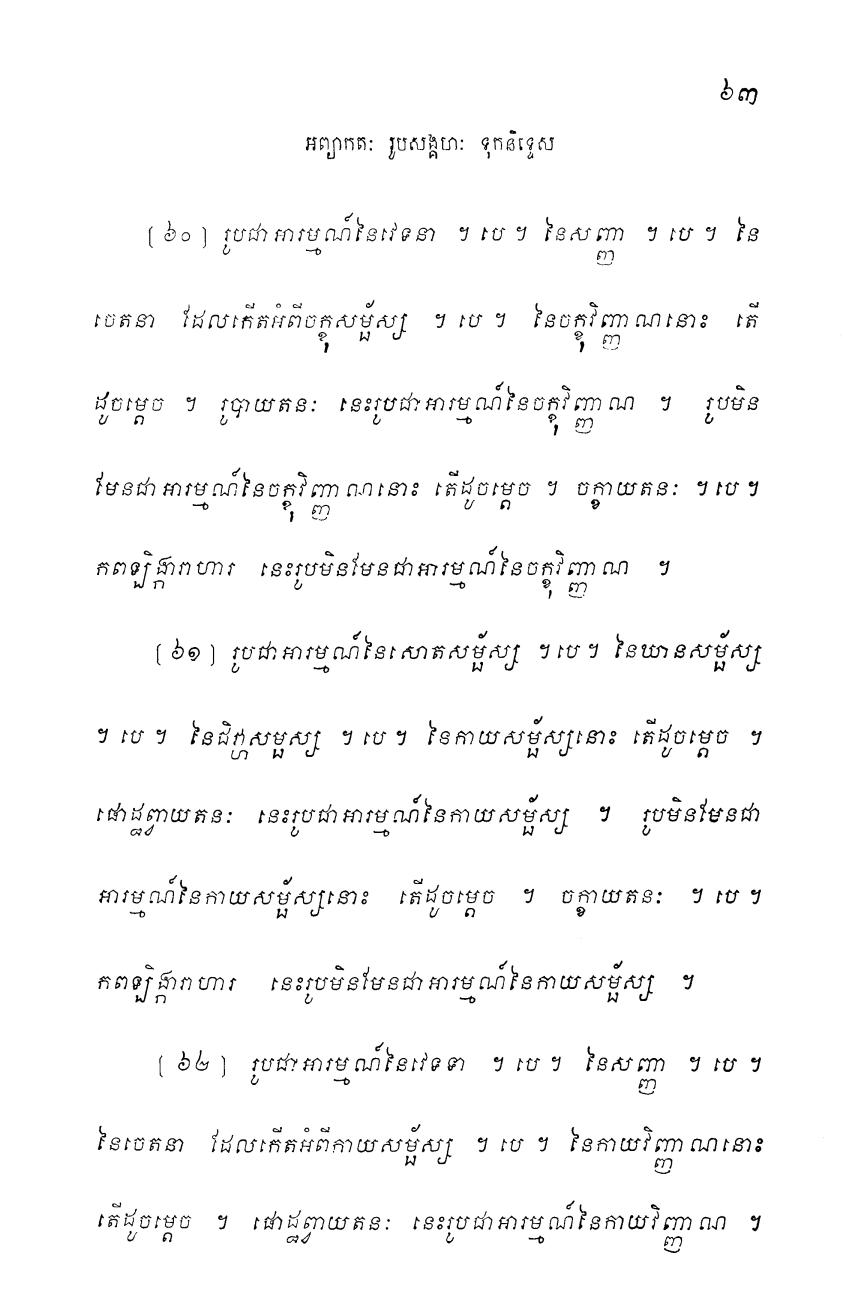 ៦៣
អព្យាកតៈ រូបសង្គហៈ ទុកនិទ្ទេស
(៦០) រូបជាអារម្មណ៍នៃវេទនា ។ បេ ។ នៃសញ្ញា ។ បេ ។ នៃ
ចេតនា ដែលកើតអំពីចក្ខុសម្ផ័ស្ស ។ បេ ។ នៃចក្ខុវិញ្ញាណនោះ តើ
ដូចម្តេច ។ រូបាយតនៈ នេះរូបជាអារម្មណ៍នៃចក្ខុវិញ្ញាណ ។ រូបមិន
មែនជាអារម្មណ៍នៃចក្ខុវិញ្ញាណនោះ តើដូចម្តេច ។ ចក្ខាយតនៈ ។ បេ ។
កពឡិង្ការាហារ នេះរូបមិនមែនជាអារម្មណ៍នៃចក្ខុវិញ្ញាណ ។
(៦១) រូបជាអារម្មណ៍នៃសោតសម្ផ័ស្ស ។ បេ ។ នៃឃានសម្ផ័ស្ស
។ បេ ។ នៃជិវ្ហាសម្ផស្ស ។ បេ ។ នៃកាយសម្ផ័ស្សនោះ តើដូចម្តេច ។
ផោដ្ឋព្វាយតនៈ នេះរូបជាអារម្មណ៍នៃកាយសម្ផ័ស្ស ។ រូបមិនមែនជា
អារម្មណ៍នៃកាយសម្ផ័ស្សនោះ តើដូចម្តេច ។ ចក្ខាយតនៈ ។ បេ ។
កពឡិង្ការាហារ នេះរូបមិនមែនជាអារម្មណ៍នៃកាយសម្ផ័ស្ស ។
(៦២) រូបជាអារម្មណ៍នៃវេទទា ។ បេ ។ នៃសញ្ញា ។ បេ ។
នៃចេតនា ដែលកើតអំពីកាយសម្ផ័ស្ស ។ បេ ។ នៃកាយវិញ្ញាណនោះ
តើដូចម្តេច ។ ផោដ្ឋព្វាយតនៈ នេះរូបជាអារម្មណ៍នៃកាយវិញ្ញាណ ។